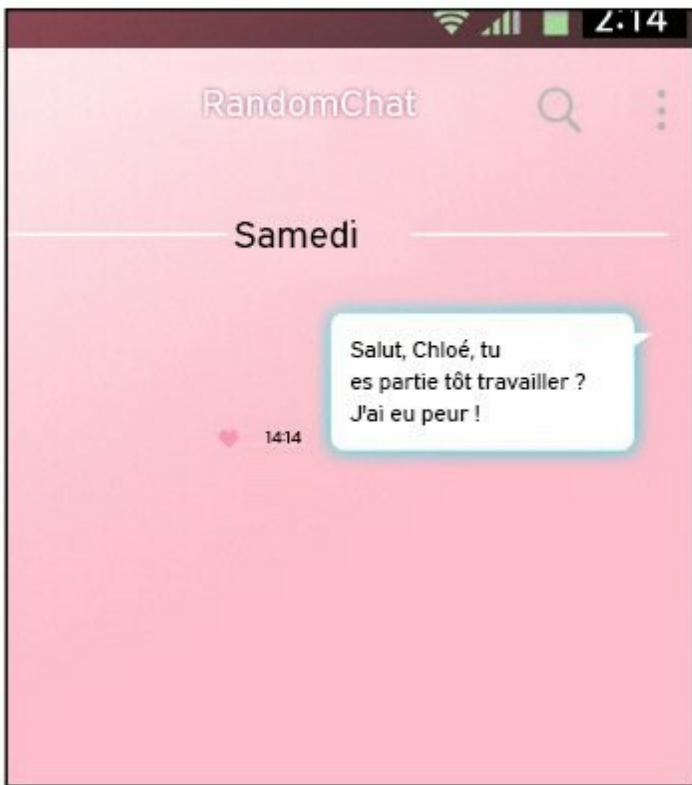 2:14
RandomChat
Samedi
Salut, Chloé, tu
es partie tôt travailler ?
J'ai eu peur !
14:14